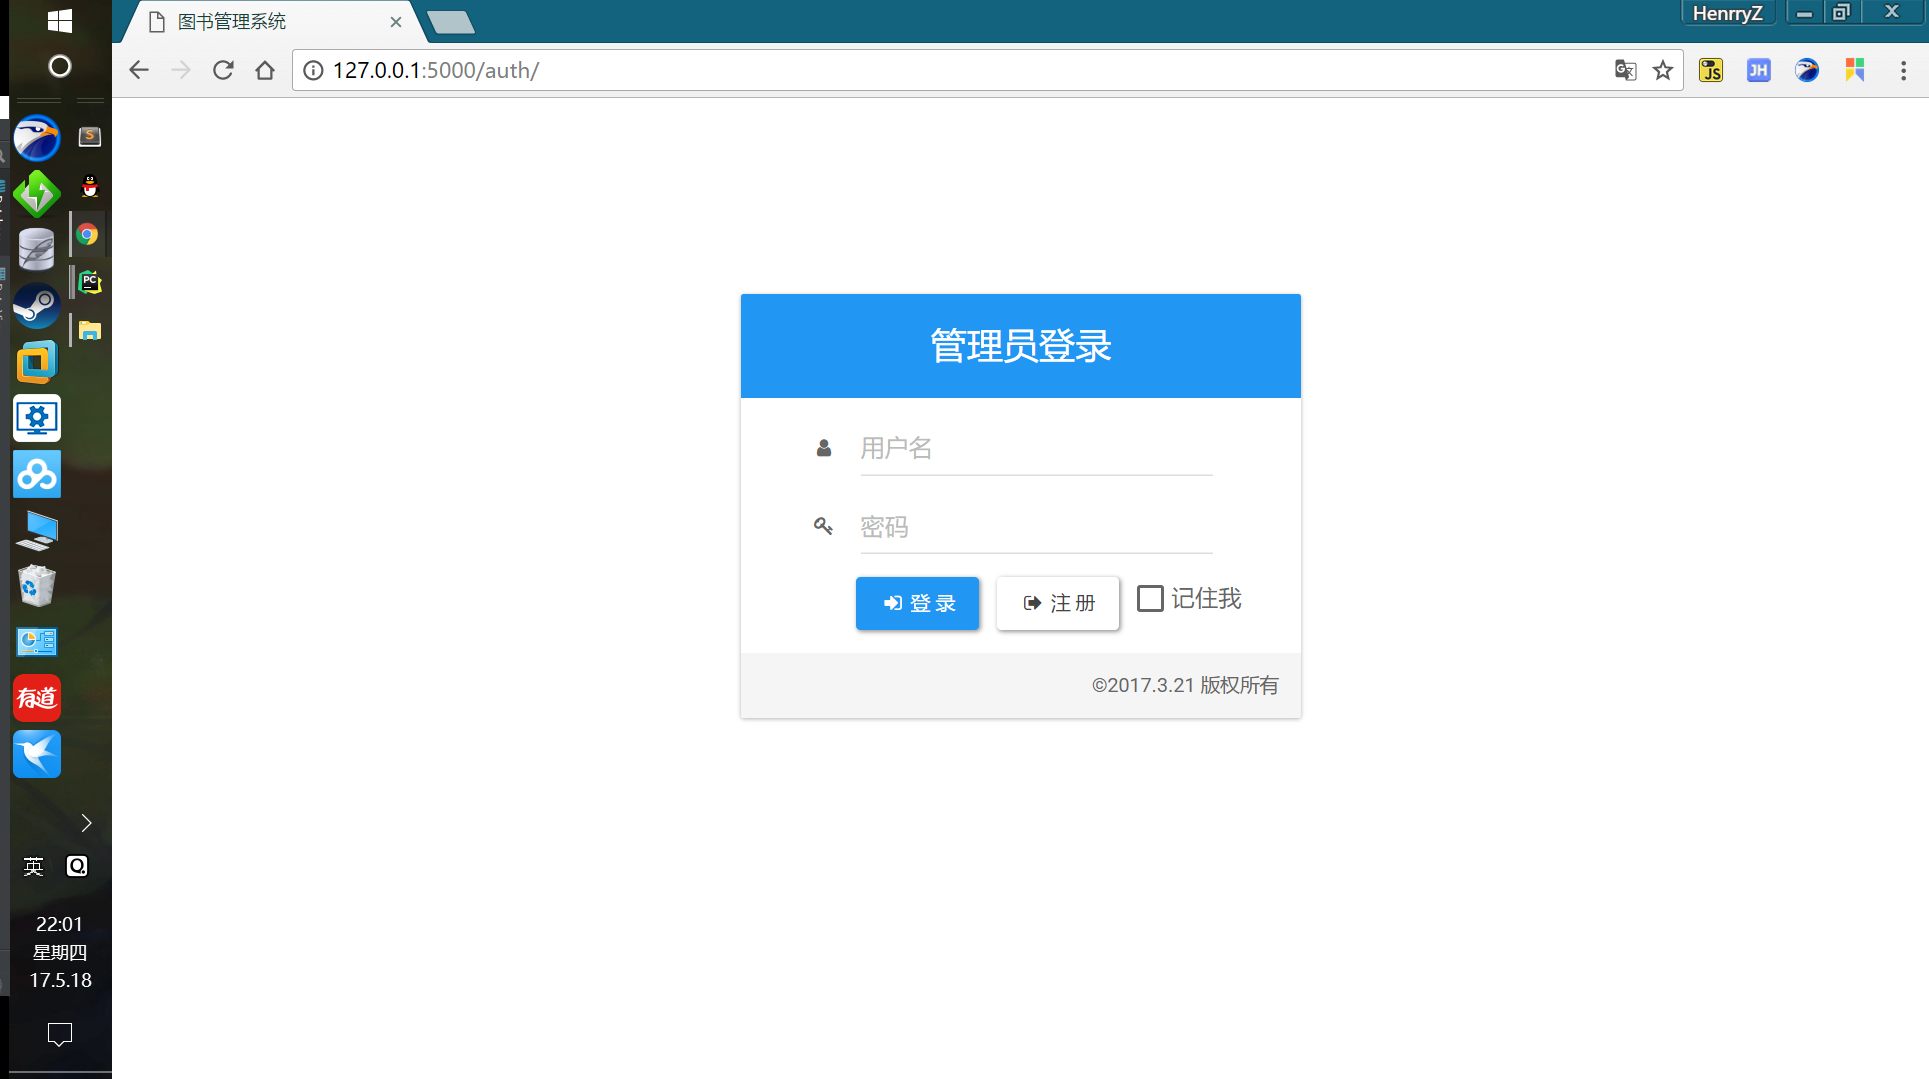 图书管理系统
HenrryZ
127.0.0.1:5000/auth/
JS
JH
S
PC
有道
英
22:01
星期四
17.5.18
管理员登录
用户名
密码
登 录
注 册
记住我
©2017.3.21 版权所有